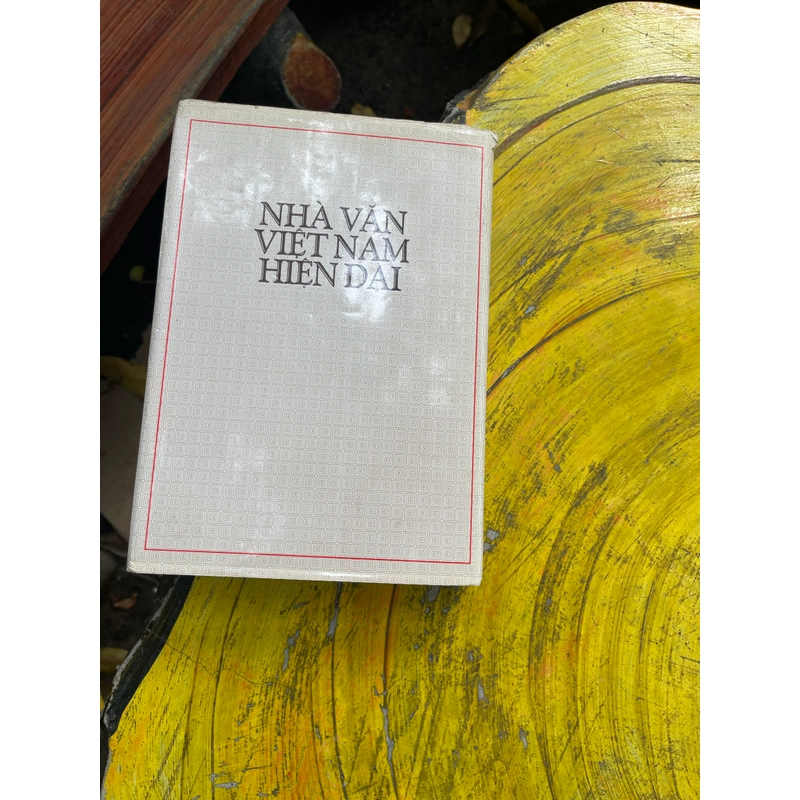 NHÀ VĂN
VIỆT NAM
HIỆN ĐẠI